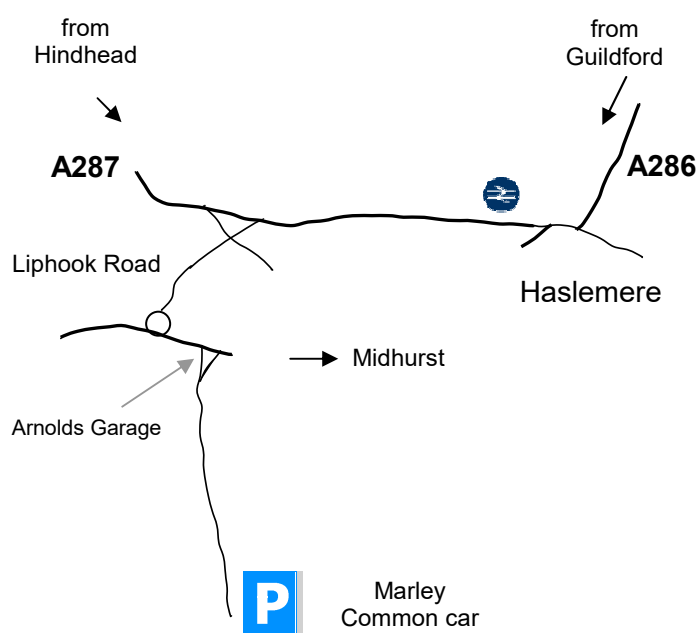 from
Hindhead
from
Guildford
A287
A286
Liphook Road
Haslemere
Midhurst
Arnolds Garage
P
Marley
Common car